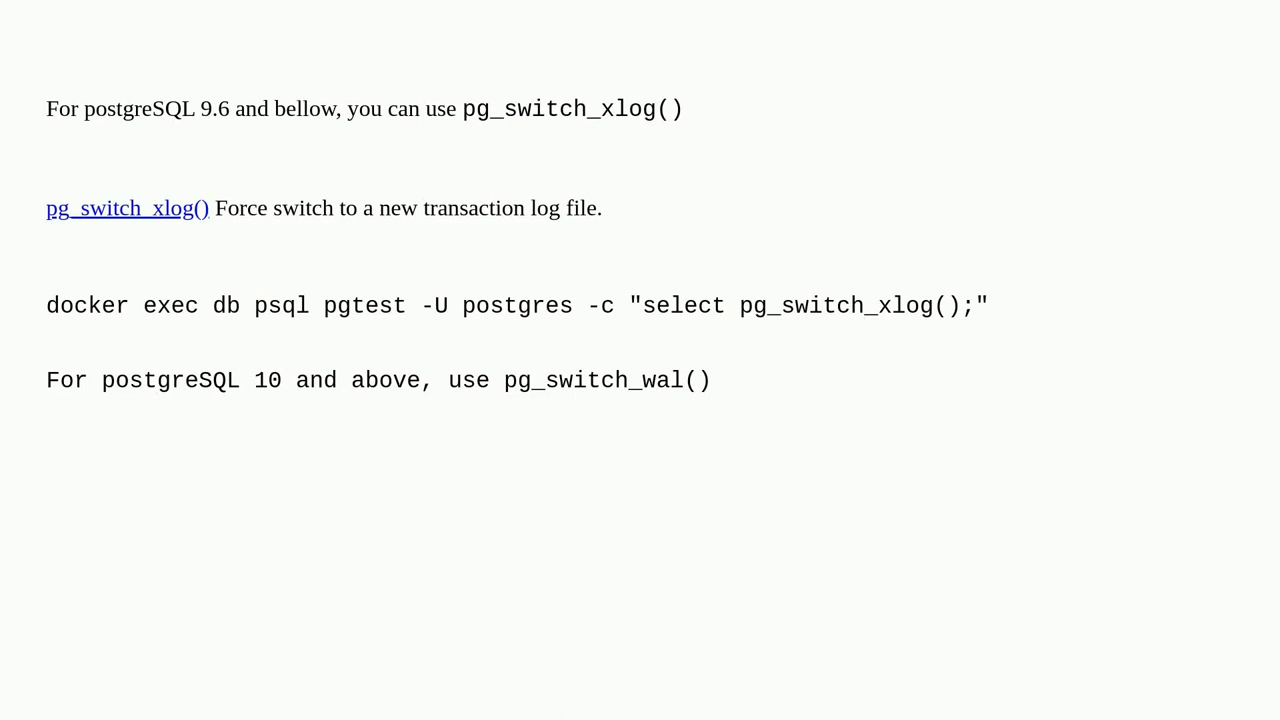 For postgreSQL 9.6 and bellow, you can use pg_switch_xlog()
pg_switch_xlog() Force switch to a new transaction log file.
docker exec db psql pgtest -U postgres -c "select pg_switch_xlog();"
For postgreSQL 10 and above, use pg_switch_wal()